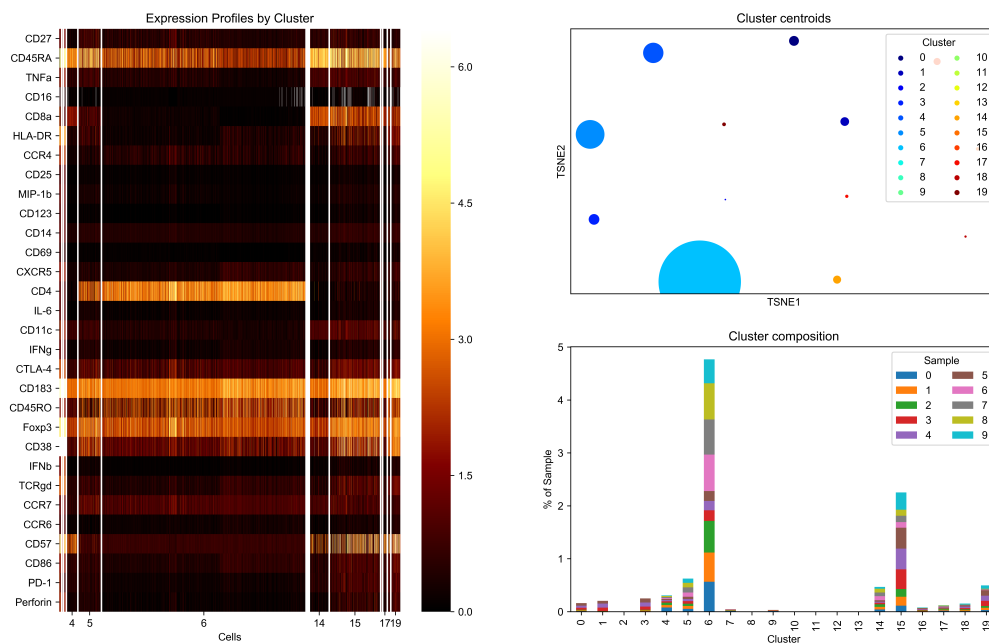 Expression Profiles by Cluster
CD27
CD45RA
TNFa
CD16
CD8a
HLA-DR
CCR4
CD25
MIP-1b
CD123
CD14
CD69
CXCR5
CD4
IL-6
CD11c
IFNg
CTLA-4
CD183
CD45RO
Foxp3
CD38
IFNb
TCRgd
CCR7
CCR6
CD57
CD86
PD-1
Perforin
4 5 6 14 15 17 19
Cells
6.0
4.5
3.0
1.5
0.0
Cluster centroids
TSNE2
TSNE1
Cluster
0 10
1 11
2 12
3 13
4 14
5 15
6 16
7 17
8 18
9 19
Cluster composition
% of Sample
5
4
3
2
1
0
0 1 2 3 4 5 6 7 8 9 10 11 12 13 14 15 16 17 18 19
Cluster
Sample
0 5
1 6
2 7
3 8
4 9